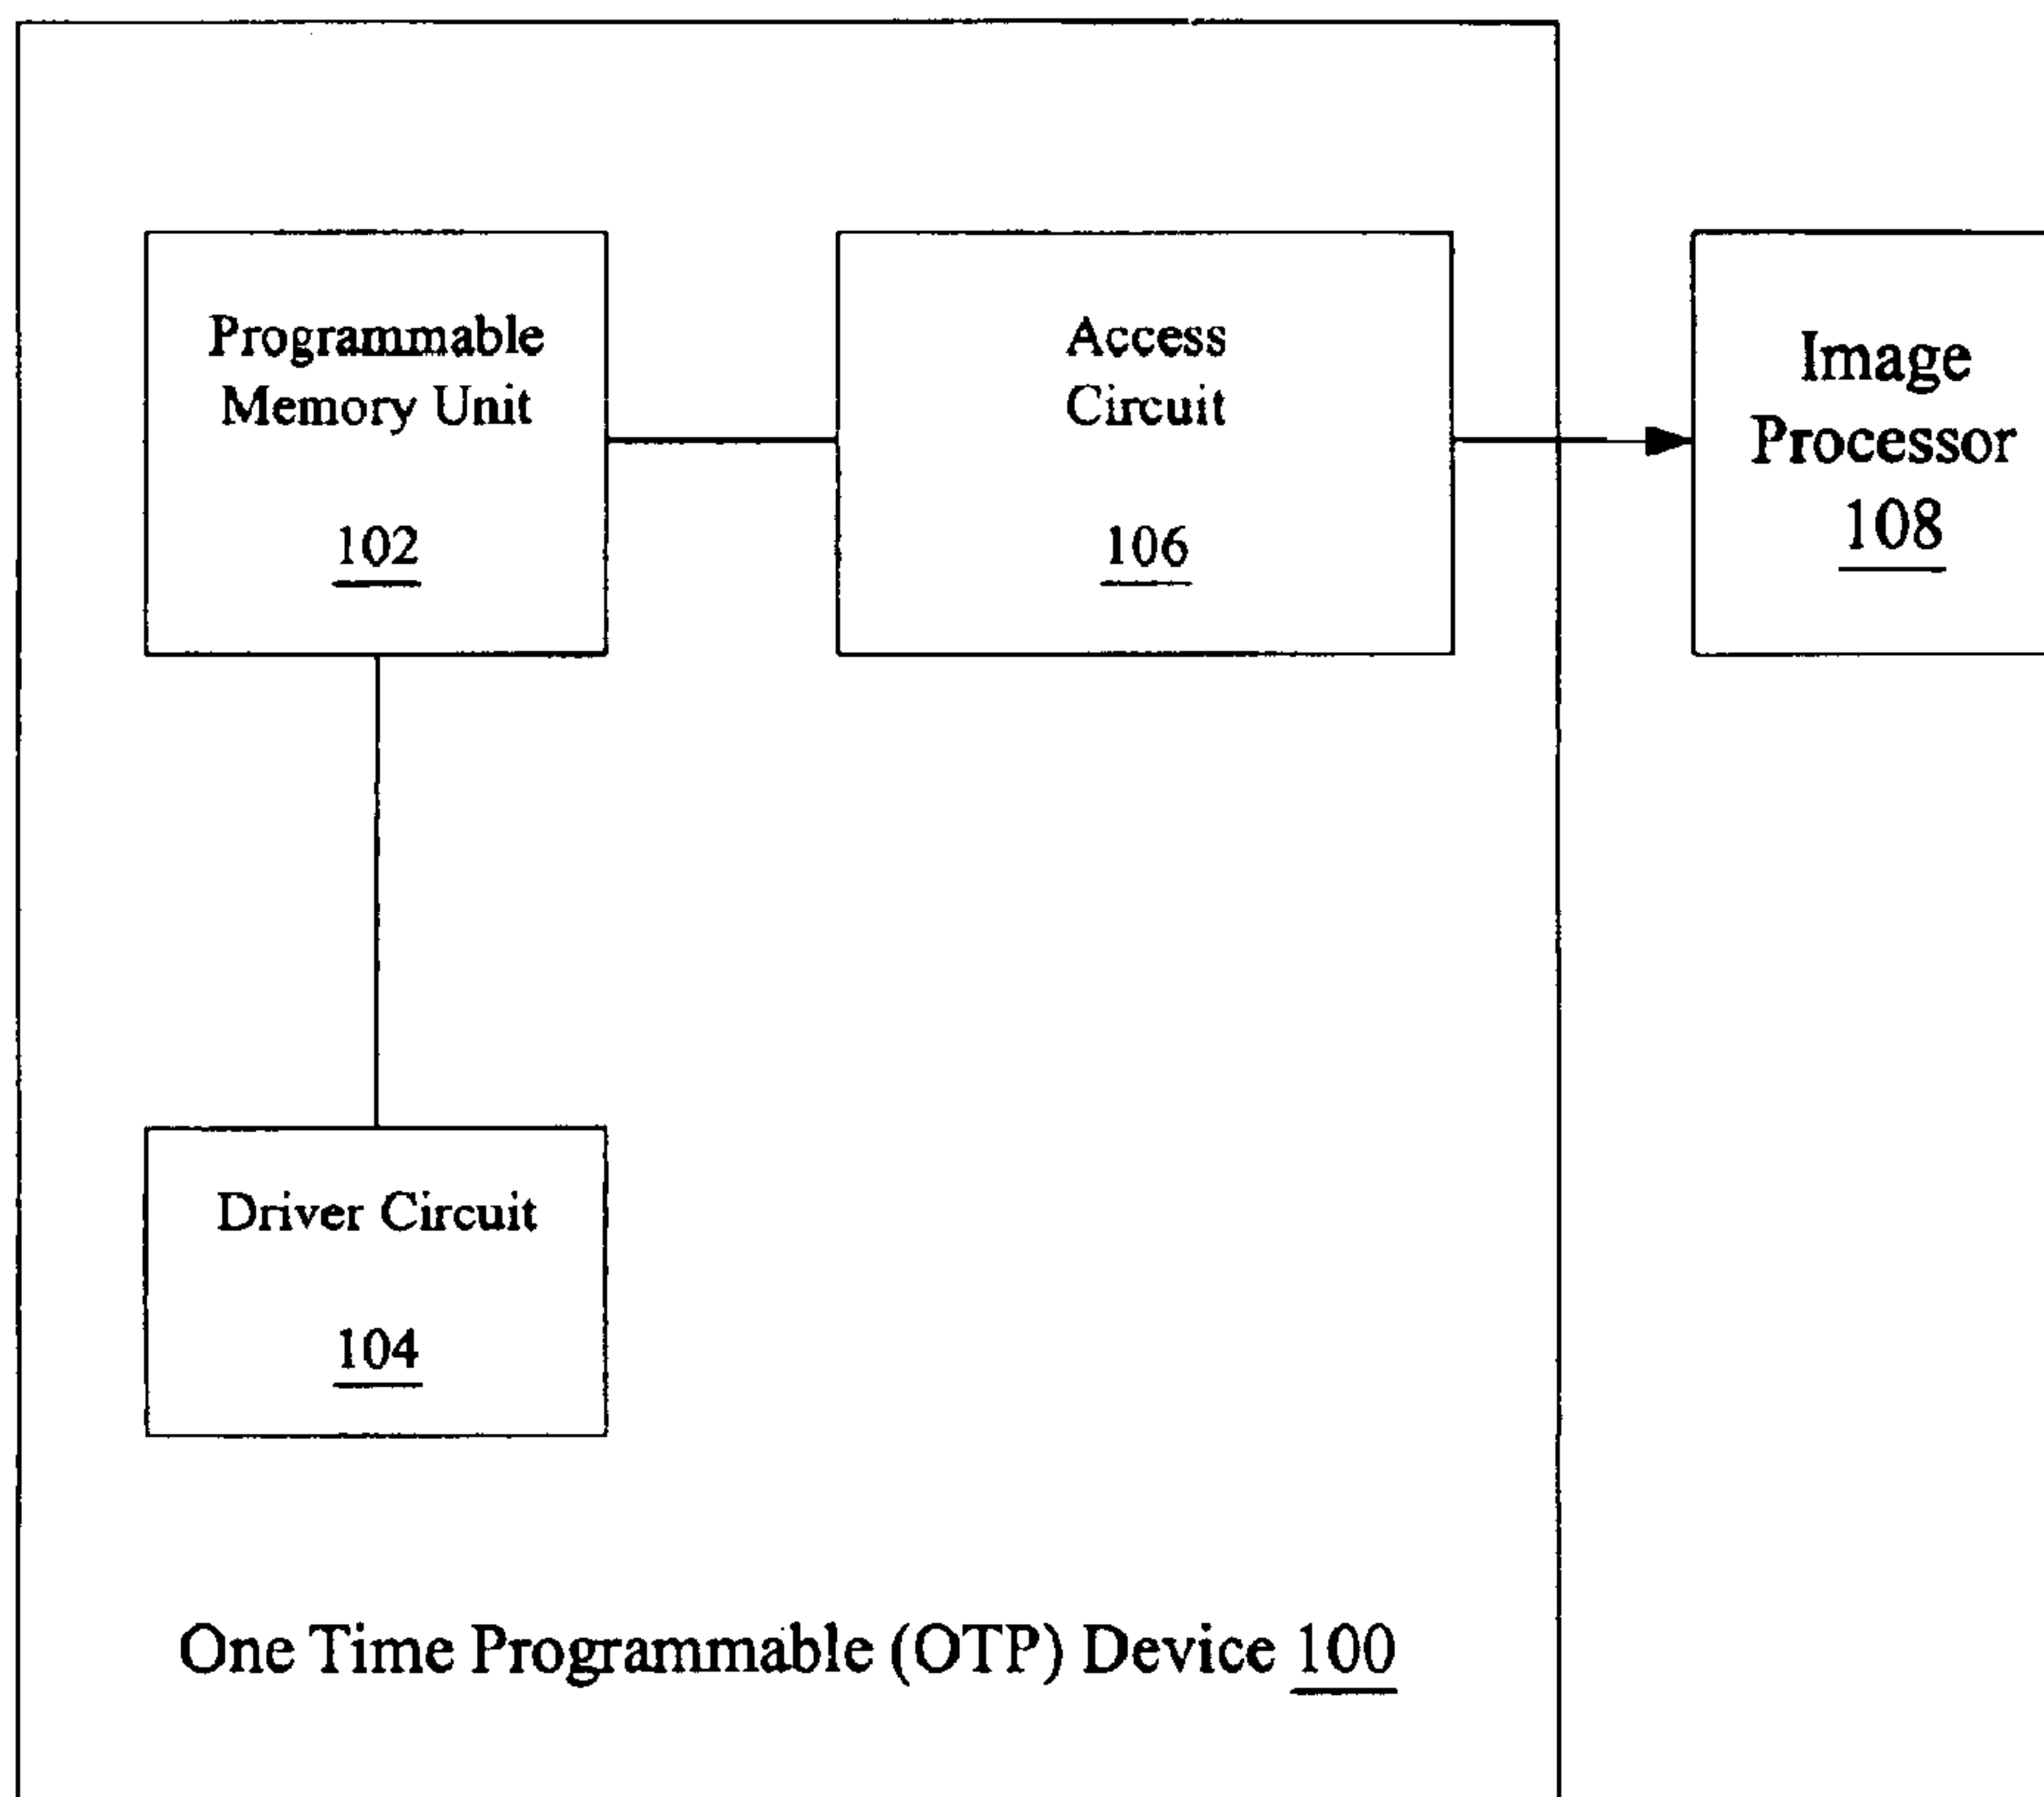 Programmable
Memory Unit
102
Access
Circuit
106
Image
Processor
108
Driver Circuit
104
One Time Programmable (OTP) Device 100